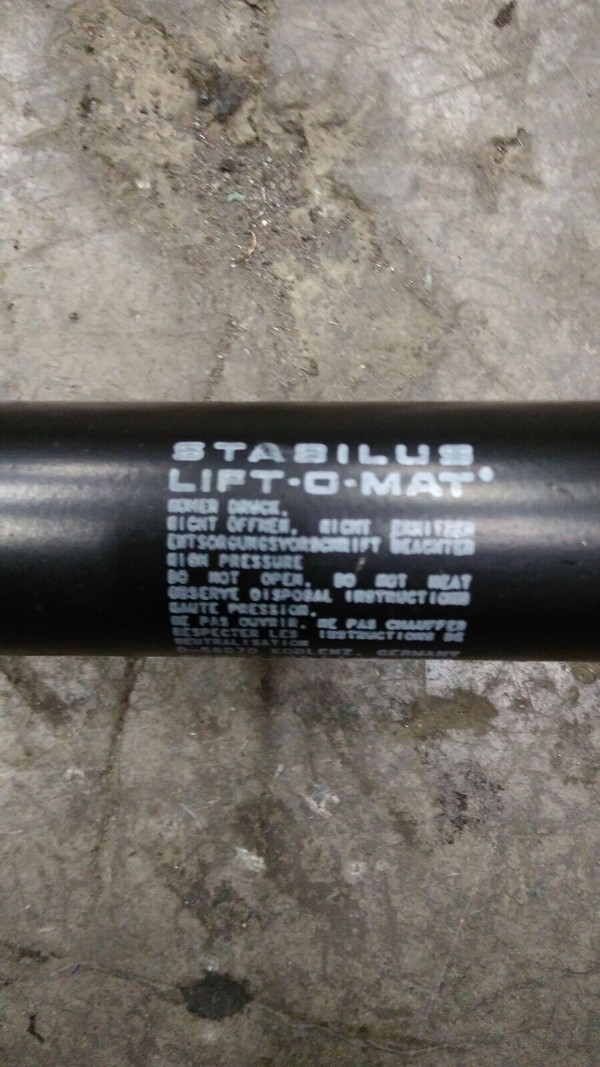 STABILUS
LIFT-O-MAT®
HOHER DRUCK.
NICHT ÖFFNEN. NICHT ERHITZEN
ENTSORGUNGSVORSCHRIFT BEACHTEN
HIGH PRESSURE
DO NOT OPEN. DO NOT HEAT
OBSERVE DISPOSAL INSTRUCTIONS
HAUTE PRESSION.
NE PAS OUVRIR. NE PAS CHAUFFER
RESPECTER LES INSTRUCTIONS DE
NEUTRALISATION
D-56070 KOBLENZ, GERMANY